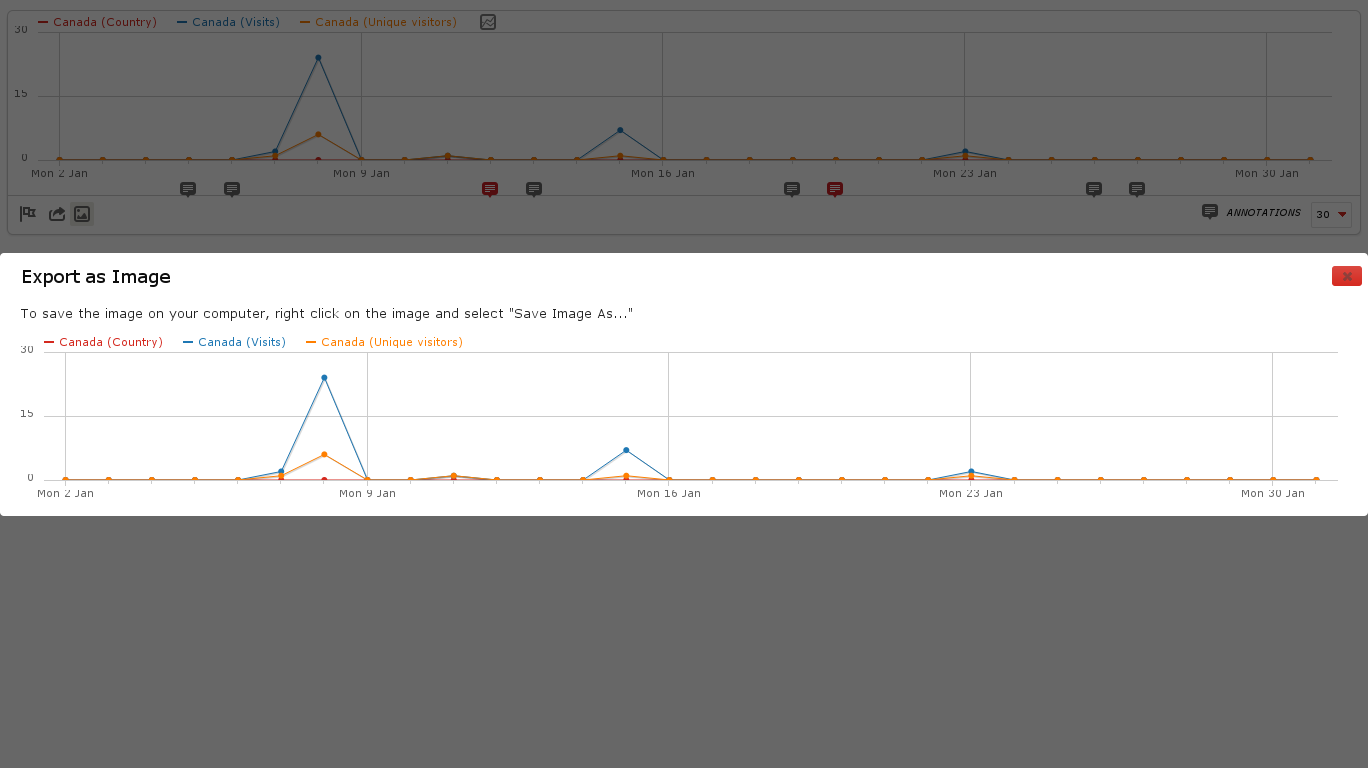 Canada (Country) Canada (Visits) Canada (Unique visitors)
30
15
0
Mon 2 Jan Mon 9 Jan Mon 16 Jan Mon 23 Jan Mon 30 Jan
ANNOTATIONS 30
Export as Image
To save the image on your computer, right click on the image and select "Save Image As..."
Canada (Country) Canada (Visits) Canada (Unique visitors)
30
15
0
Mon 2 Jan Mon 9 Jan Mon 16 Jan Mon 23 Jan Mon 30 Jan